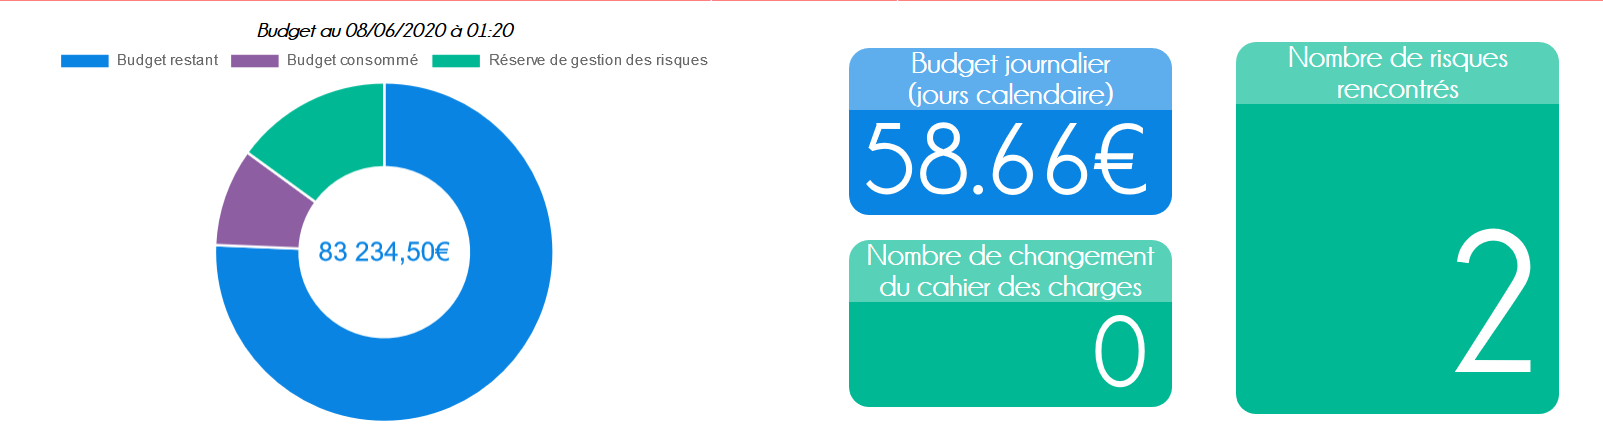 Budget au 08/06/2020 à 01:20
Budget restant
Budget consommé
Réserve de gestion des risques
83 234,50€
Budget journalier
(jours calendaire)
58.66€
Nombre de changement
du cahier des charges
0
Nombre de risques
rencontrés
2